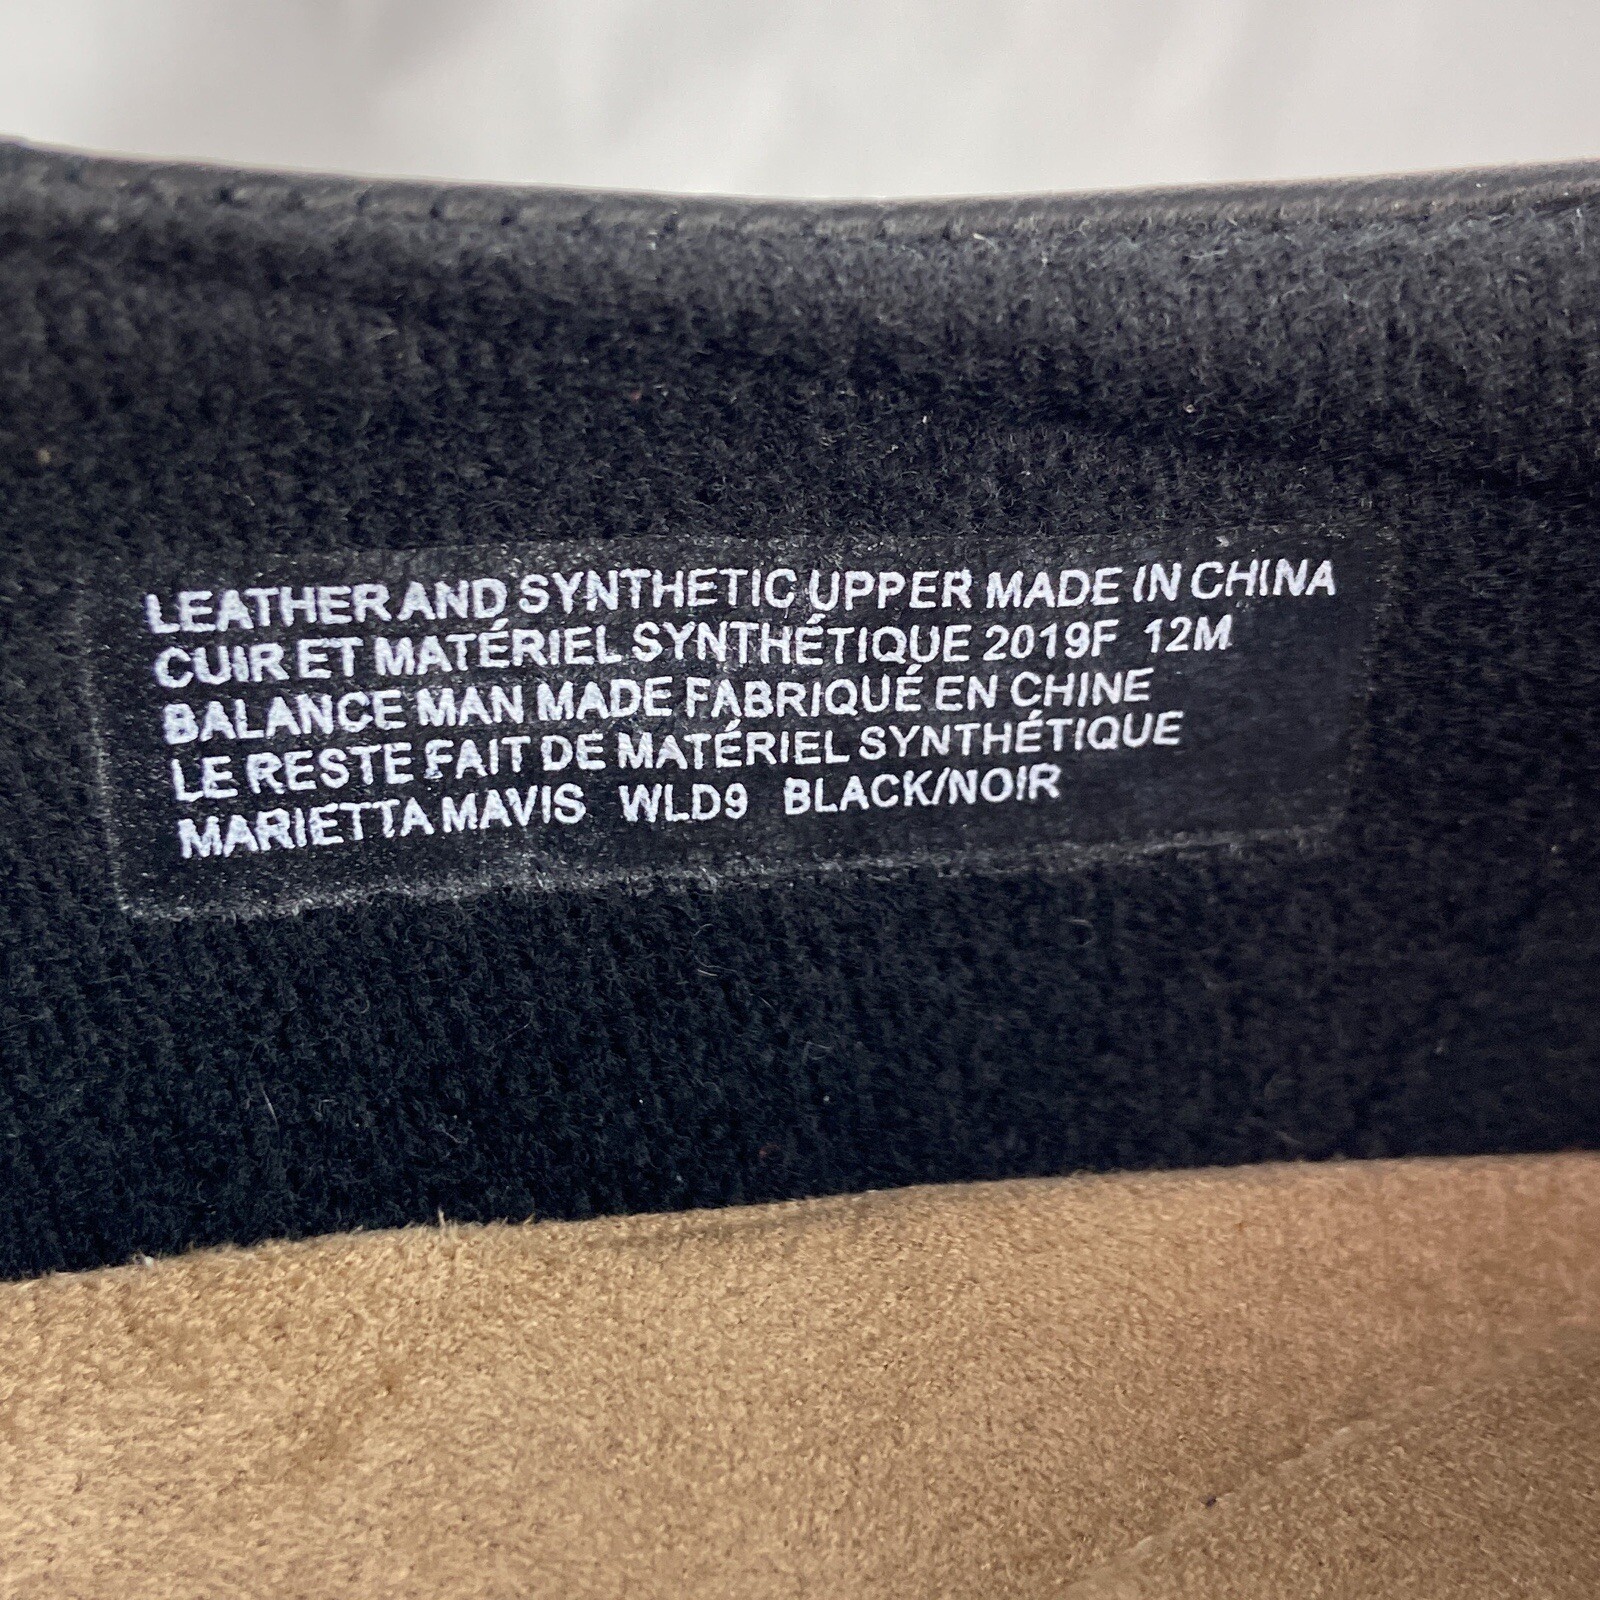 LEATHER AND SYNTHETIC UPPER MADE IN CHINA
CUIR ET MATÉRIEL SYNTHÉTIQUE 2019F 12M
BALANCE MAN MADE FABRIQUÉ EN CHINE
LE RESTE FAIT DE MATÉRIEL SYNTHÉTIQUE
MARIETTA MAVIS WLD9 BLACK/NOIR